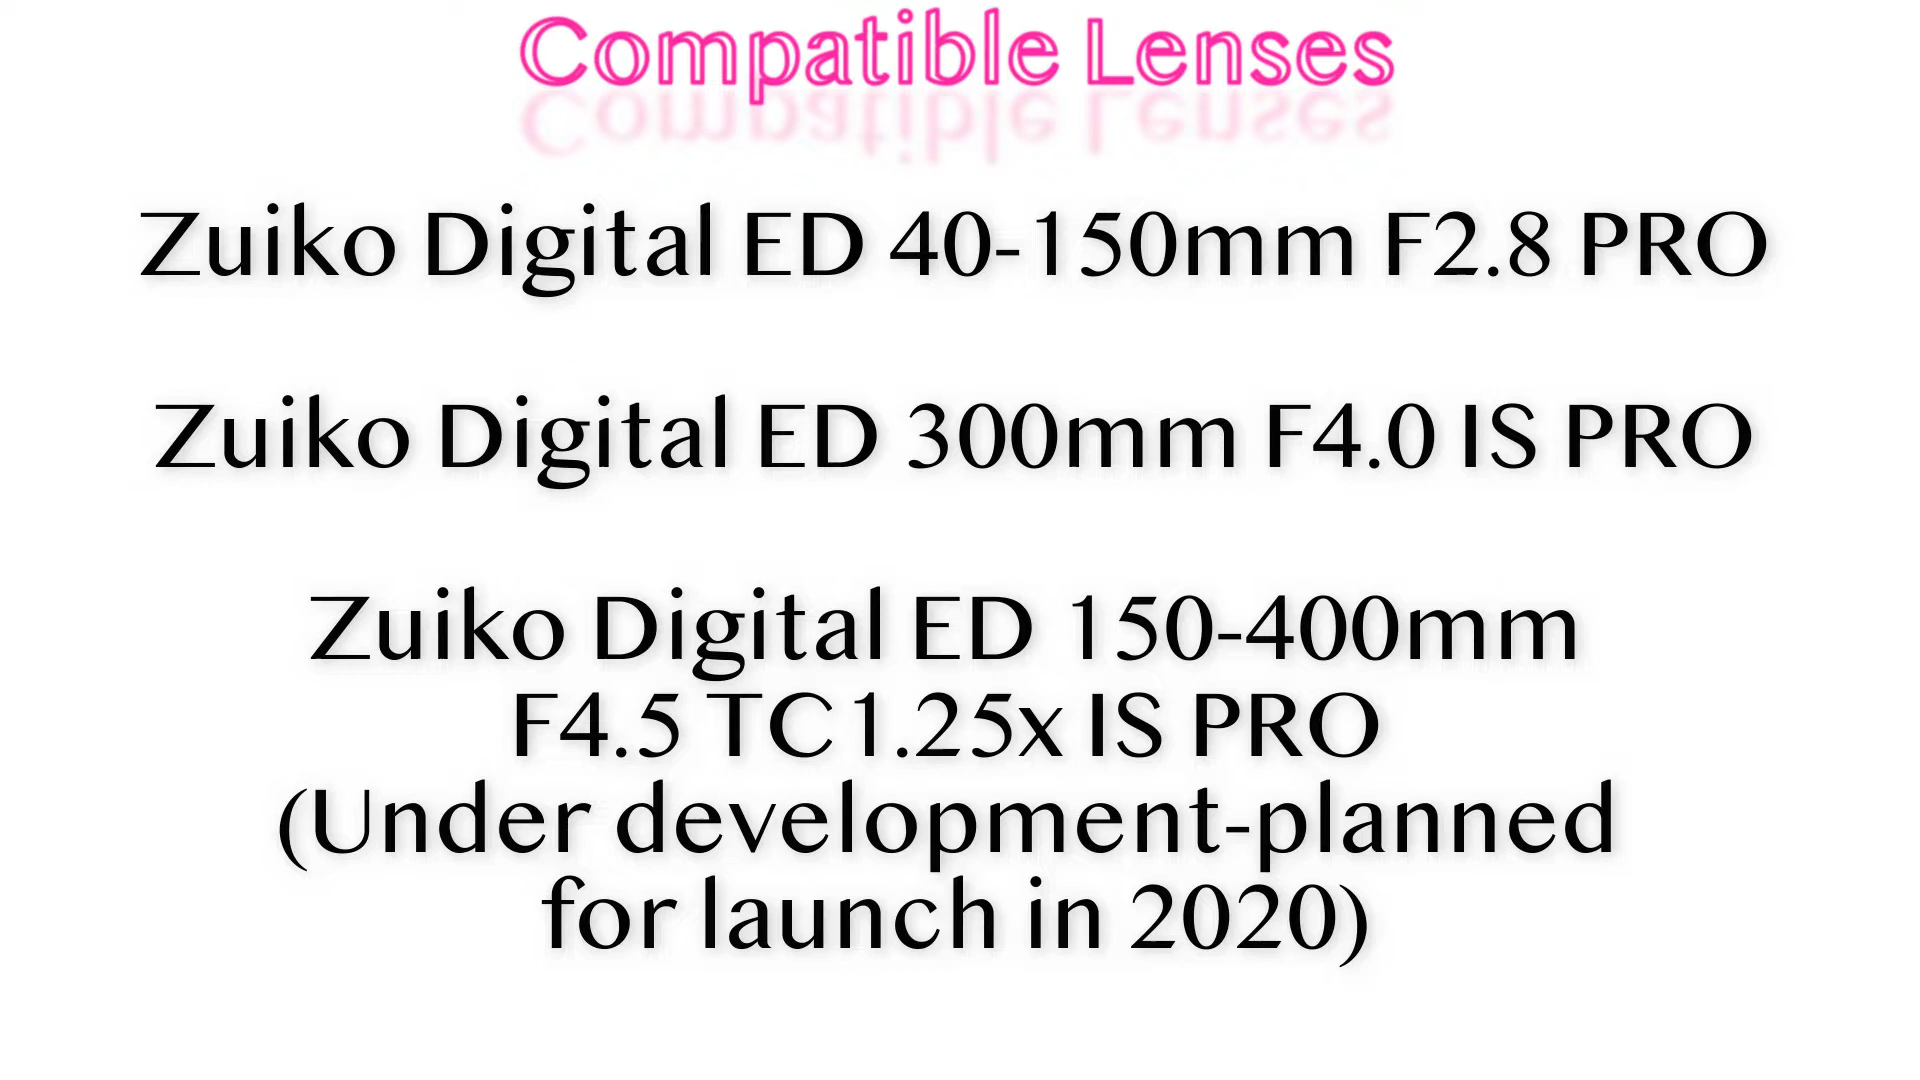 Compatible Lenses
Zuiko Digital ED 40-150mm F2.8 PRO
Zuiko Digital ED 300mm F4.0 IS PRO
Zuiko Digital ED 150-400mm
F4.5 TC1.25x IS PRO
(Under development-planned
for launch in 2020)